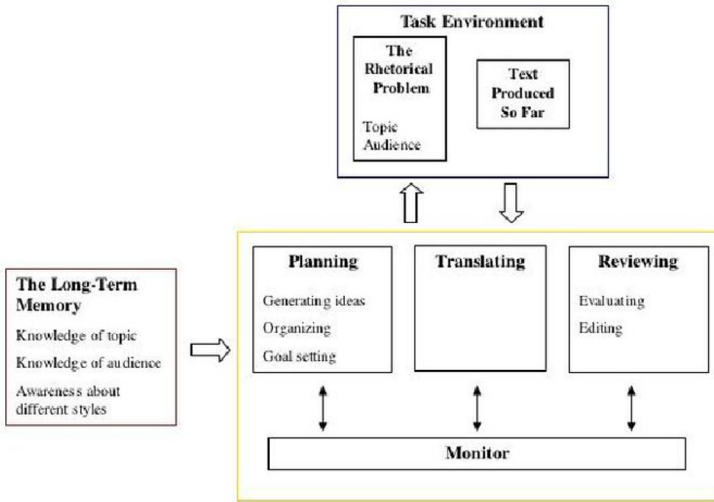 Task Environment
The
Rhetorical
Problem
Topic
Audience
Text
Produced
So Far
The Long-Term
Memory
Knowledge of topic
Knowledge of audience
Awareness about
different styles
Planning
Generating ideas
Organizing
Goal setting
Translating
Reviewing
Evaluating
Editing
Monitor